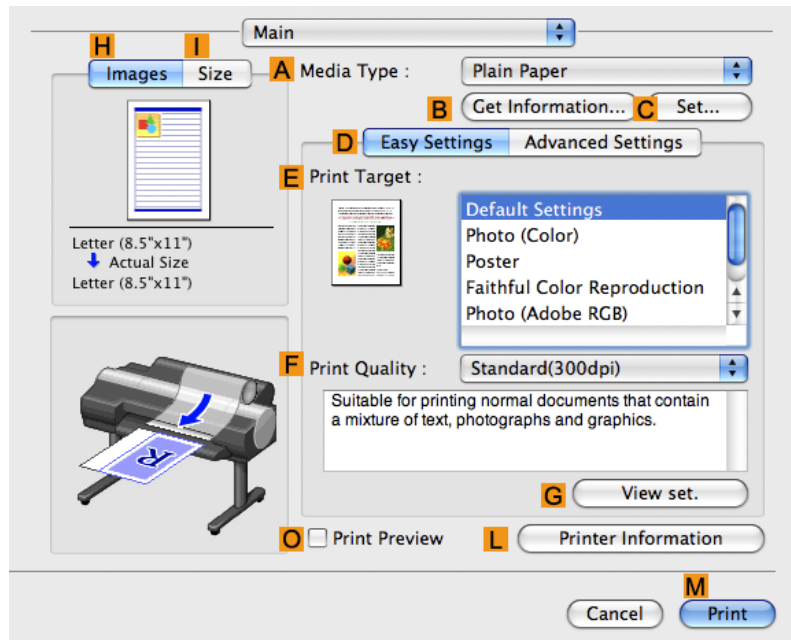 Main
H
I
Images Size
A Media Type : Plain Paper
B Get Information... C Set...
D Easy Settings Advanced Settings
E Print Target :
Default Settings
Photo (Color)
Poster
Faithful Color Reproduction
Photo (Adobe RGB)
Letter (8.5"x11")
Actual Size
Letter (8.5"x11")
F Print Quality : Standard(300dpi)
Suitable for printing normal documents that contain
a mixture of text, photographs and graphics.
R
G View set.
O Print Preview L Printer Information
M
Cancel Print